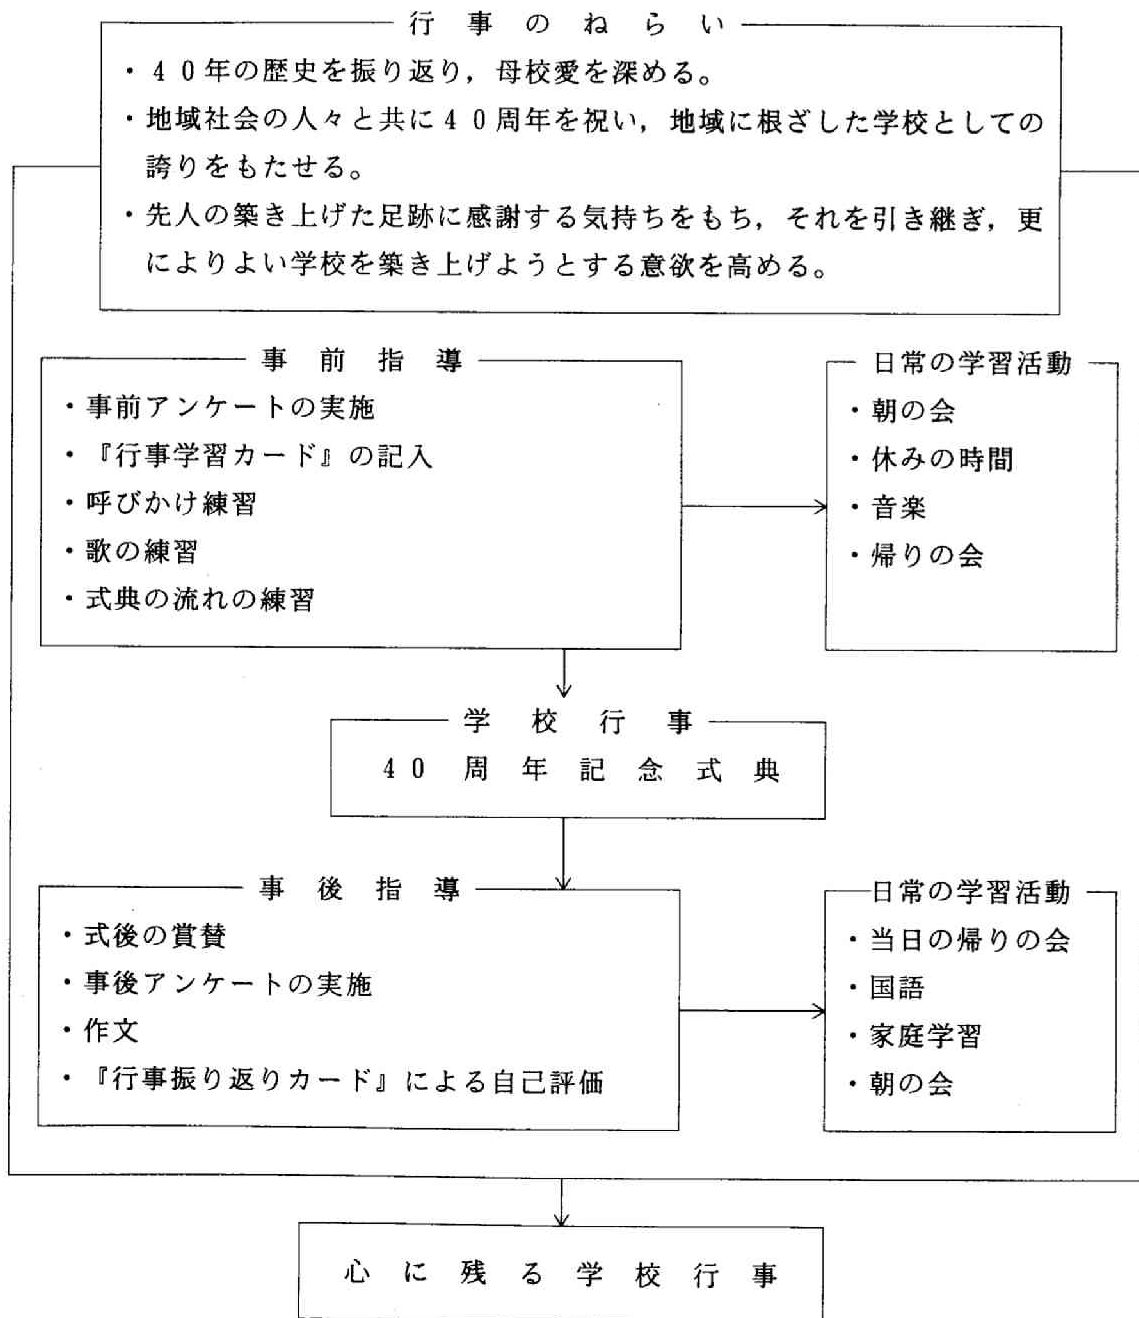 行事のねらい
・40年の歴史を振り返り，母校愛を深める。
・地域社会の人々と共に40周年を祝い，地域に根ざした学校としての
誇りをもたせる。
・先人の築き上げた足跡に感謝する気持ちをもち，それを引き継ぎ，更
によりよい学校を築き上げようとする意欲を高める。
事前指導
・事前アンケートの実施
・『行事学習カード』の記入
・呼びかけ練習
・歌の練習
・式典の流れの練習
日常の学習活動
・朝の会
・休みの時間
・音楽
・帰りの会
学校行事
40周年記念式典
事後指導
・式後の賞賛
・事後アンケートの実施
・作文
・『行事振り返りカード』による自己評価
日常の学習活動
・当日の帰りの会
・国語
・家庭学習
・朝の会
心に残る学校行事